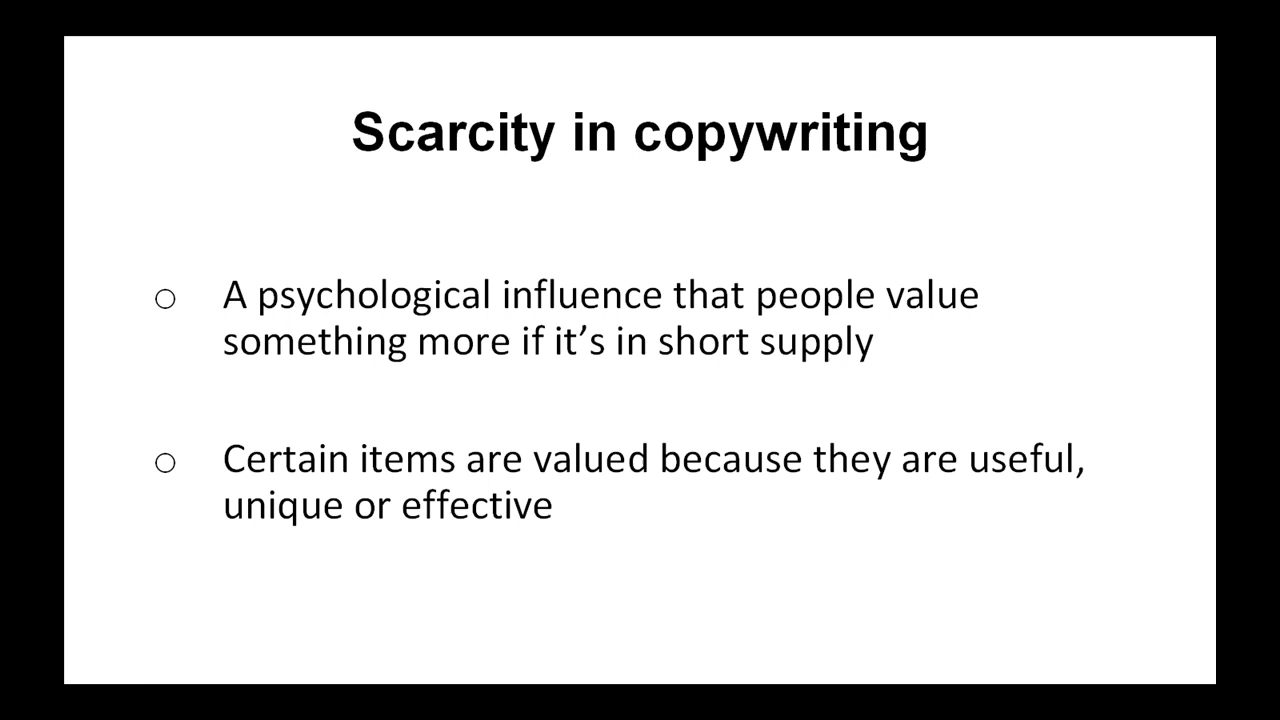 Scarcity in copywriting
○ A psychological influence that people value
something more if it’s in short supply
○ Certain items are valued because they are useful,
unique or effective